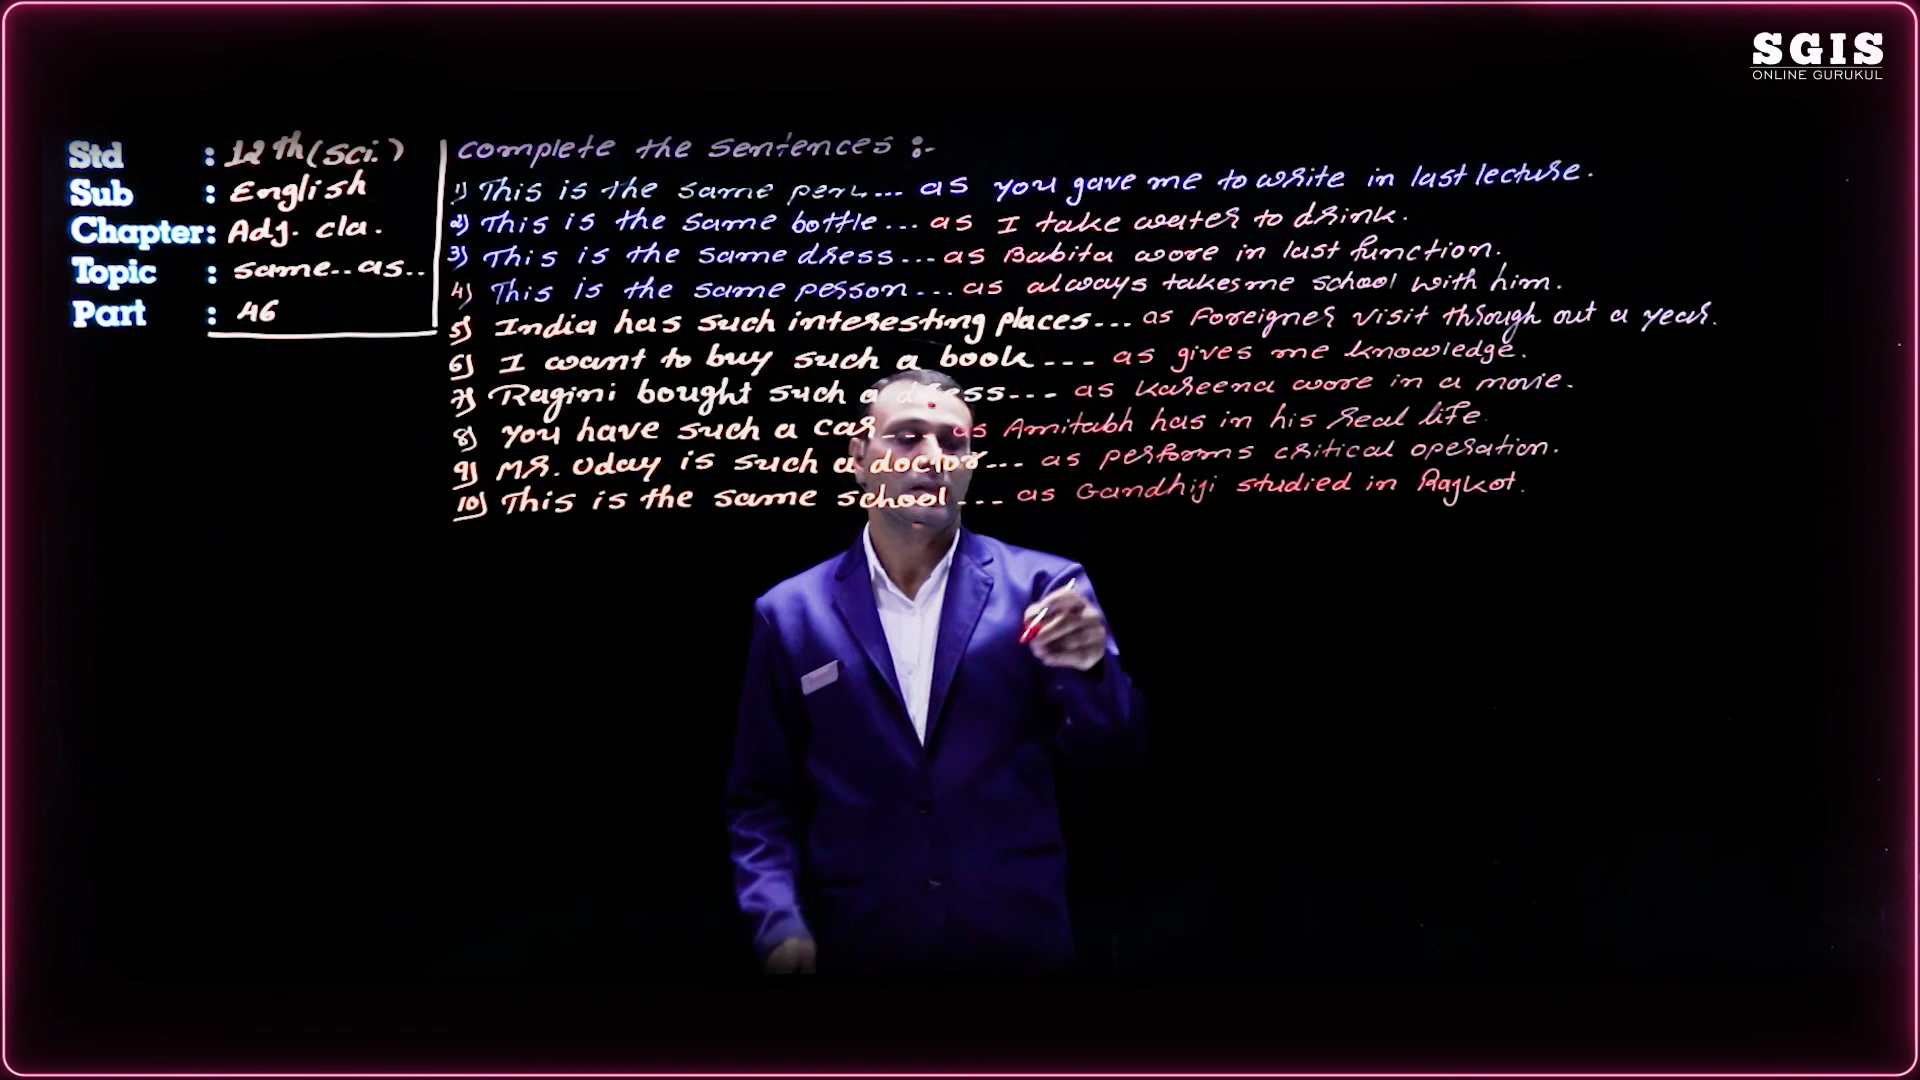 SGIS
ONLINE GURUKUL
Std : 12th (Sci.)
Sub : English
Chapter : Adj. cla.
Topic : same..as..
Part : 46
complete the sentences :-
1) This is the same pen... as you gave me to write in last lecture.
2) This is the same bottle... as I take water to drink.
3) This is the same dress... as Babita wore in last function.
4) This is the same person... as always takes me school with him.
5) India has such interesting places... as Foreigner visit through out a year.
6) I want to buy such a book --- as gives me knowledge.
7) Ragini bought such a dress--- as Kareena wore in a movie.
8) You have such a car--- as Amitabh has in his real life.
9) Mr. Uday is such a doctor--- as performs critical operation.
10) This is the same school --- as Gandhiji studied in Rajkot.